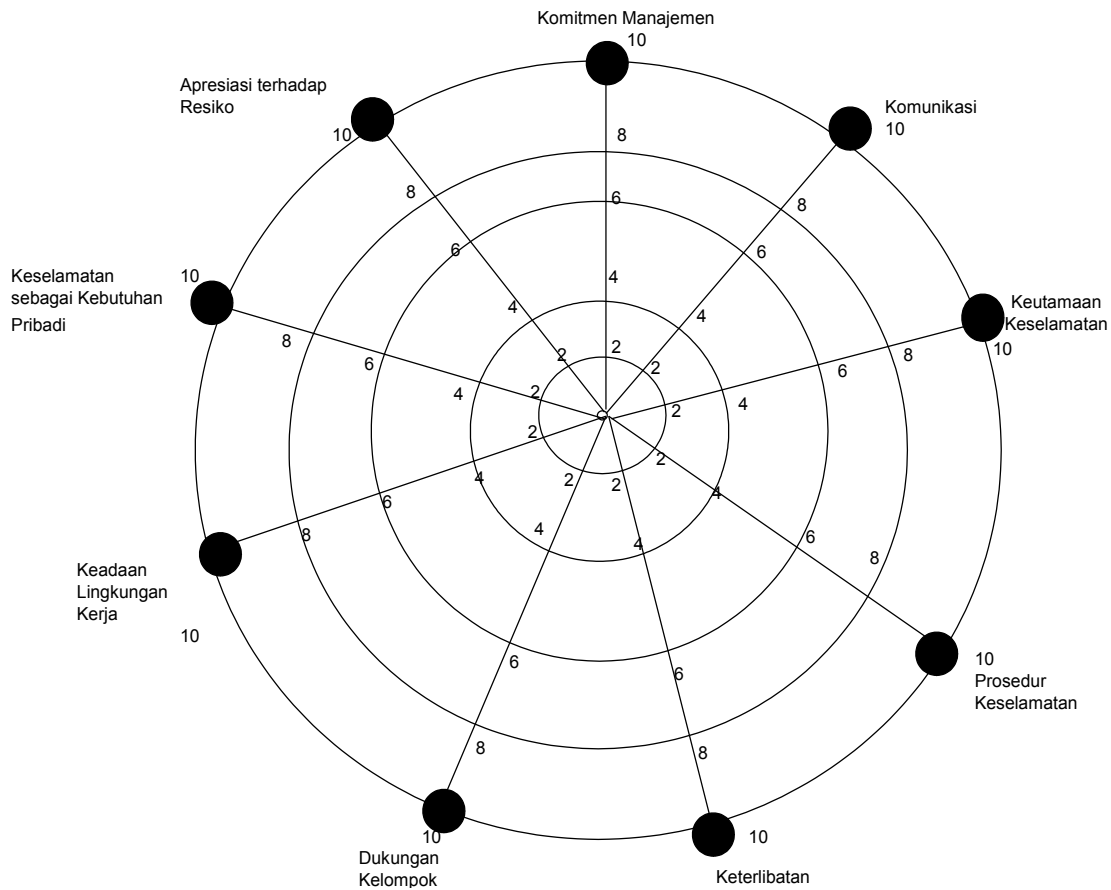 Komitmen Manajemen
10
Apresiasi terhadap
Resiko
10
Komunikasi
10
8
8
8
6
6
6
Keselamatan
sebagai Kebutuhan
Pribadi
10
Keutamaan
Keselamatan
10
4
4
4
8
6
4
2
2
2
2
8
6
4
2
2
4
6
8
2
4
6
8
2
4
6
8
2
4
6
8
Keadaan
Lingkungan
Kerja
10
10
Prosedur
Keselamatan
10
Dukungan
Kelompok
10
Keterlibatan